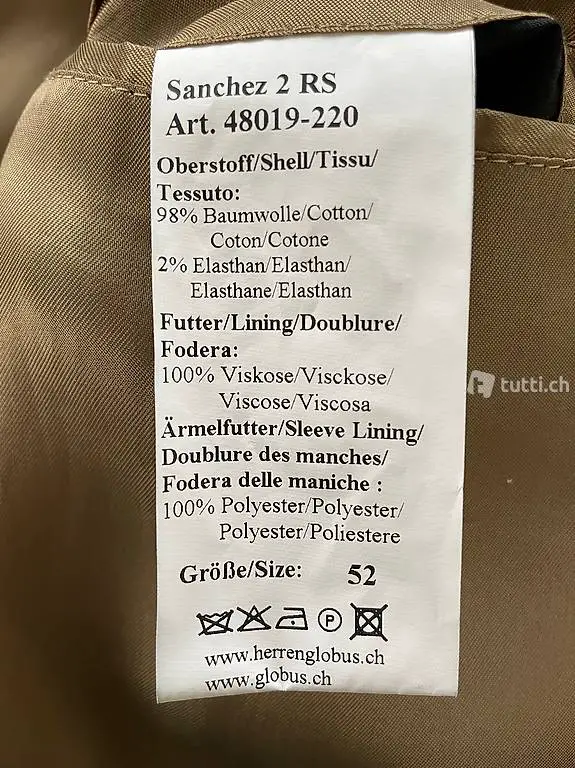 Sanchez 2 RS
Art. 48019-220
Oberstoff/Shell/Tissu/
Tessuto:
98% Baumwolle/Cotton/
Coton/Cotone
2% Elasthan/Elasthan/
Elasthane/Elasthan
Futter/Lining/Doublure/
Fodera:
100% Viskose/Visckose/
Viscose/Viscosa
Ärmelfutter/Sleeve Lining/
Doublure des manches/
Fodera delle maniche :
100% Polyester/Polyester/
Polyester/Poliestere
Größe/Size: 52
P
www.herrenglobus.ch
www.globus.ch
tutti.ch